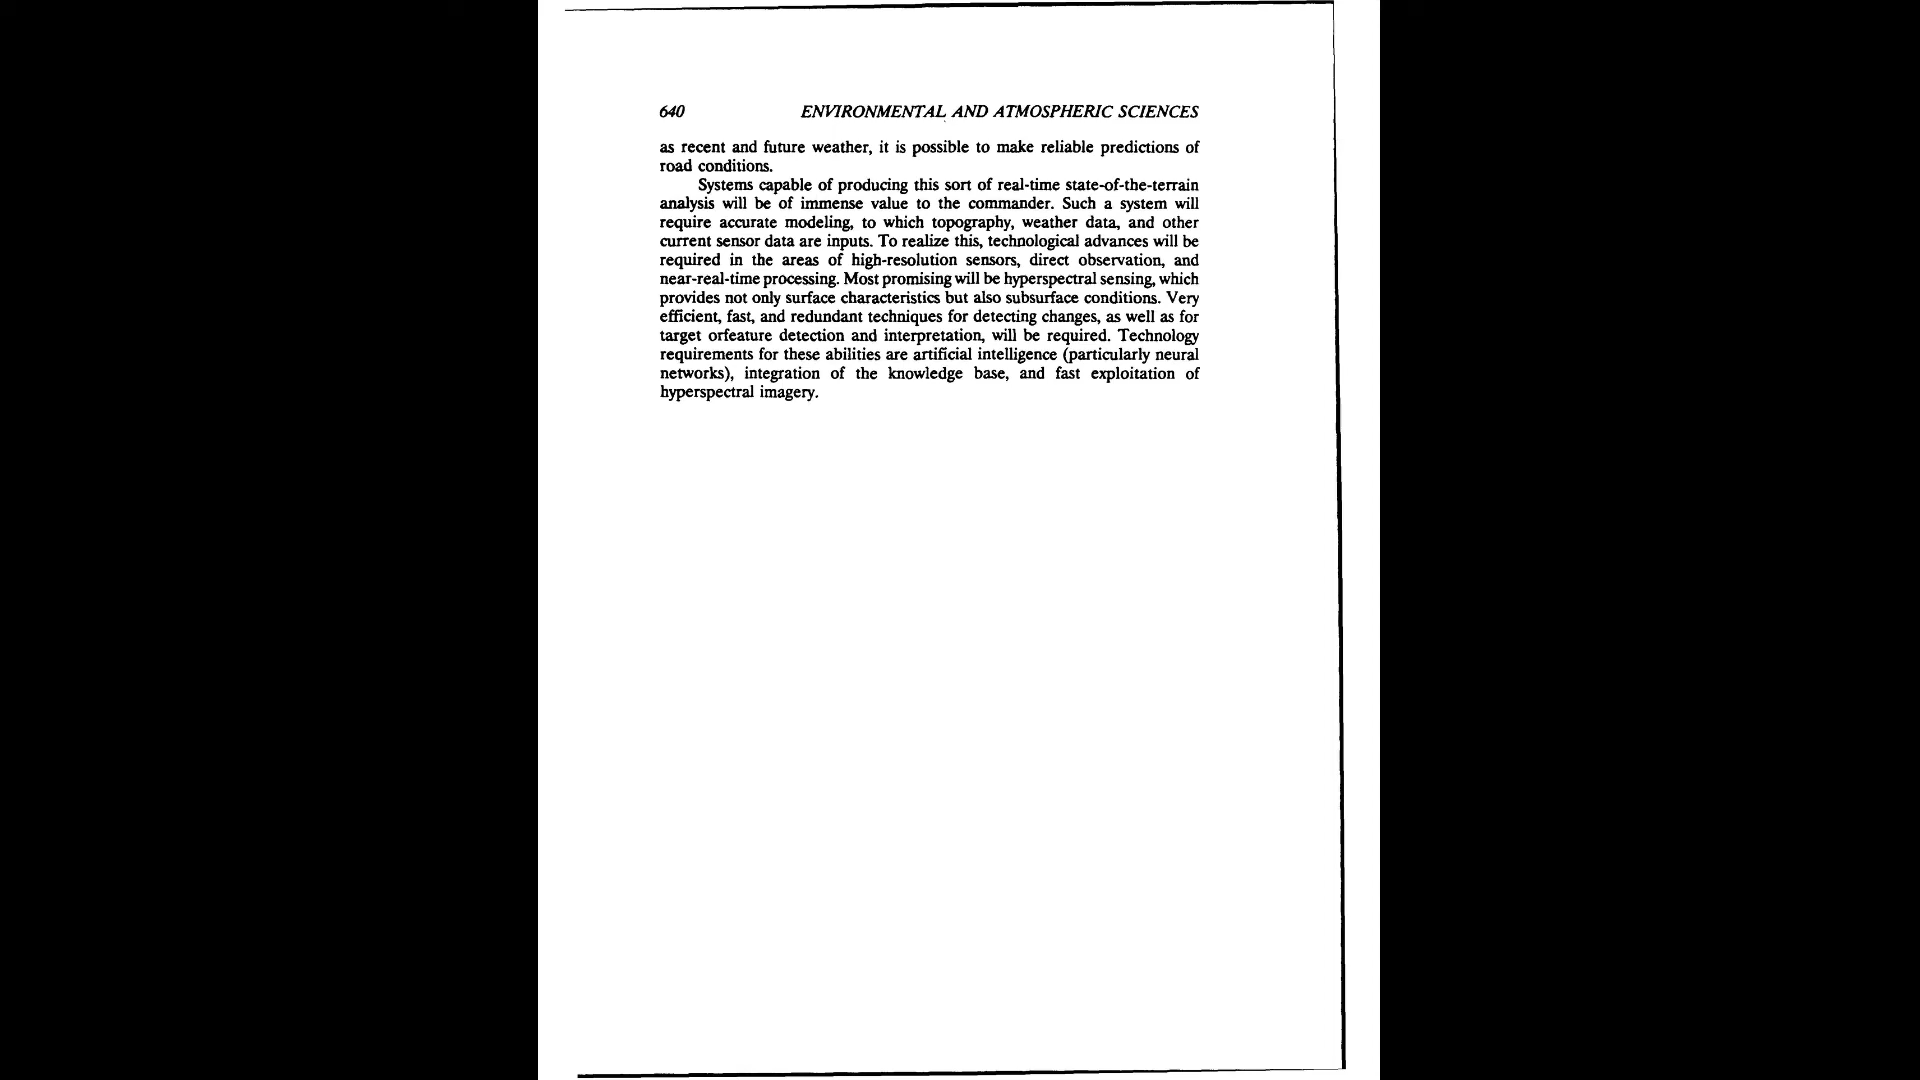 640 ENVIRONMENTAL AND ATMOSPHERIC SCIENCES
as recent and future weather, it is possible to make reliable predictions of
road conditions.
Systems capable of producing this sort of real-time state-of-the-terrain
analysis will be of immense value to the commander. Such a system will
require accurate modeling, to which topography, weather data, and other
current sensor data are inputs. To realize this, technological advances will be
required in the areas of high-resolution sensors, direct observation, and
near-real-time processing. Most promising will be hyperspectral sensing, which
provides not only surface characteristics but also subsurface conditions. Very
efficient, fast, and redundant techniques for detecting changes, as well as for
target orfeature detection and interpretation, will be required. Technology
requirements for these abilities are artificial intelligence (particularly neural
networks), integration of the knowledge base, and fast exploitation of
hyperspectral imagery.